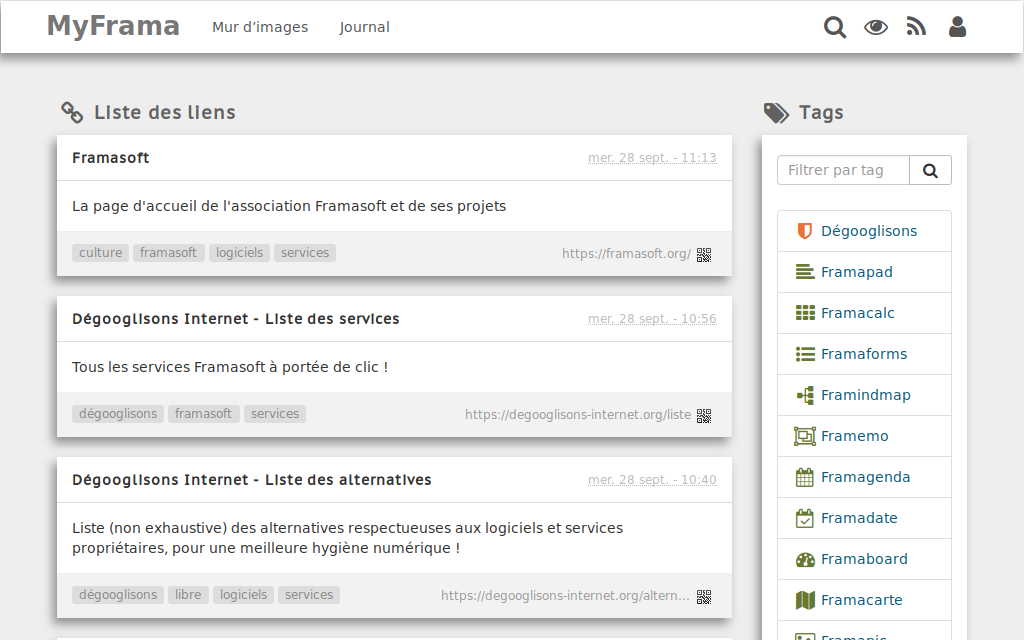 MyFrama
Mur d’images
Journal
Liste des liens
Framasoft
mer. 28 sept. - 11:13
La page d'accueil de l'association Framasoft et de ses projets
culture framasoft logiciels services
https://framasoft.org/
Dégooglisons Internet - Liste des services
mer. 28 sept. - 10:56
Tous les services Framasoft à portée de clic !
dégooglisons framasoft services
https://degooglisons-internet.org/liste
Dégooglisons Internet - Liste des alternatives
mer. 28 sept. - 10:40
Liste (non exhaustive) des alternatives respectueuses aux logiciels et services
propriétaires, pour une meilleure hygiène numérique !
dégooglisons libre logiciels services
https://degooglisons-internet.org/altern...
Tags
Filtrer par tag
Dégooglisons
Framapad
Framacalc
Framaforms
Framindmap
Framemo
Framagenda
Framadate
Framaboard
Framacarte
Framapic